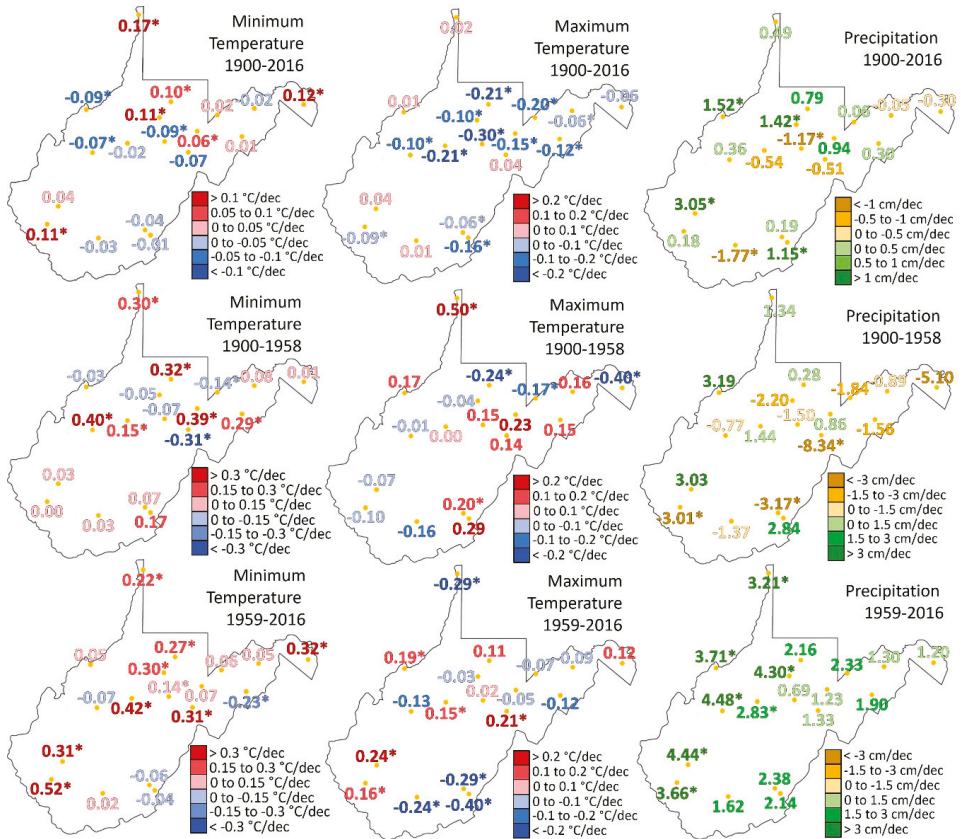 Minimum
Temperature
1900-2016
0.17*
-0.09*
0.10*
0.11*
0.02
-0.02
0.12*
-0.07*
-0.02
-0.09*
0.06*
-0.07
0.01
0.04
0.11*
-0.03
-0.04
-0.01
> 0.1 °C/dec
0.05 to 0.1 °C/dec
0 to 0.05 °C/dec
0 to -0.05 °C/dec
-0.05 to -0.1 °C/dec
< -0.1 °C/dec
Maximum
Temperature
1900-2016
0.02
0.01
-0.21*
-0.10*
-0.20*
-0.06*
-0.06
-0.10*
-0.21*
-0.30*
-0.15*
0.04
-0.12*
0.04
-0.09*
0.01
-0.06*
-0.16*
> 0.2 °C/dec
0.1 to 0.2 °C/dec
0 to 0.1 °C/dec
0 to -0.1 °C/dec
-0.1 to -0.2 °C/dec
< -0.2 °C/dec
Precipitation
1900-2016
0.49
1.52*
0.79
1.42*
0.06
-0.05
-0.30
0.36
-0.54
-1.17*
0.94
-0.51
0.30
3.05*
0.18
-1.77*
0.19
1.15*
< -1 cm/dec
-0.5 to -1 cm/dec
0 to -0.5 cm/dec
0 to 0.5 cm/dec
0.5 to 1 cm/dec
> 1 cm/dec
Minimum
Temperature
1900-1958
0.30*
-0.03
0.32*
-0.05
-0.14*
-0.08
0.01
0.40*
0.15*
-0.07
0.39*
-0.31*
0.29*
0.03
0.00
0.03
0.07
0.17
> 0.3 °C/dec
0.15 to 0.3 °C/dec
0 to 0.15 °C/dec
0 to -0.15 °C/dec
-0.15 to -0.3 °C/dec
< -0.3 °C/dec
Maximum
Temperature
1900-1958
0.50*
0.17
-0.24*
-0.04
-0.17*
0.16
-0.40*
-0.01
0.00
0.15
0.23
0.14
0.15
-0.07
-0.10
-0.16
0.20*
0.29
> 0.2 °C/dec
0.1 to 0.2 °C/dec
0 to 0.1 °C/dec
0 to -0.1 °C/dec
-0.1 to -0.2 °C/dec
< -0.2 °C/dec
Precipitation
1900-1958
1.34
3.19
0.28
-2.20
-1.84
-0.89
-5.10
-0.77
1.44
-1.50
0.86
-8.34*
-1.56
3.03
-3.01*
-1.37
-3.17*
2.84
< -3 cm/dec
-1.5 to -3 cm/dec
0 to -1.5 cm/dec
0 to 1.5 cm/dec
1.5 to 3 cm/dec
> 3 cm/dec
Minimum
Temperature
1959-2016
0.22*
0.05
0.27*
0.30*
0.06
0.05
0.32*
-0.07
0.42*
0.14*
0.07
0.31*
-0.23*
0.31*
0.52*
0.02
-0.06
-0.04
> 0.3 °C/dec
0.15 to 0.3 °C/dec
0 to 0.15 °C/dec
0 to -0.15 °C/dec
-0.15 to -0.3 °C/dec
< -0.3 °C/dec
Maximum
Temperature
1959-2016
-0.29*
0.19*
0.11
-0.03
-0.07
-0.09
0.12
-0.13
0.15*
0.02
-0.05
0.21*
-0.12
0.24*
0.16*
-0.24*
-0.29*
-0.40*
> 0.2 °C/dec
0.1 to 0.2 °C/dec
0 to 0.1 °C/dec
0 to -0.1 °C/dec
-0.1 to -0.2 °C/dec
< -0.2 °C/dec
Precipitation
1959-2016
3.21*
3.71*
2.16
4.30*
2.33
1.30
1.20
4.48*
2.83*
0.69
1.23
1.33
1.90
4.44*
3.66*
1.62
2.38
2.14
< -3 cm/dec
-1.5 to -3 cm/dec
0 to -1.5 cm/dec
0 to 1.5 cm/dec
1.5 to 3 cm/dec
> 3 cm/dec